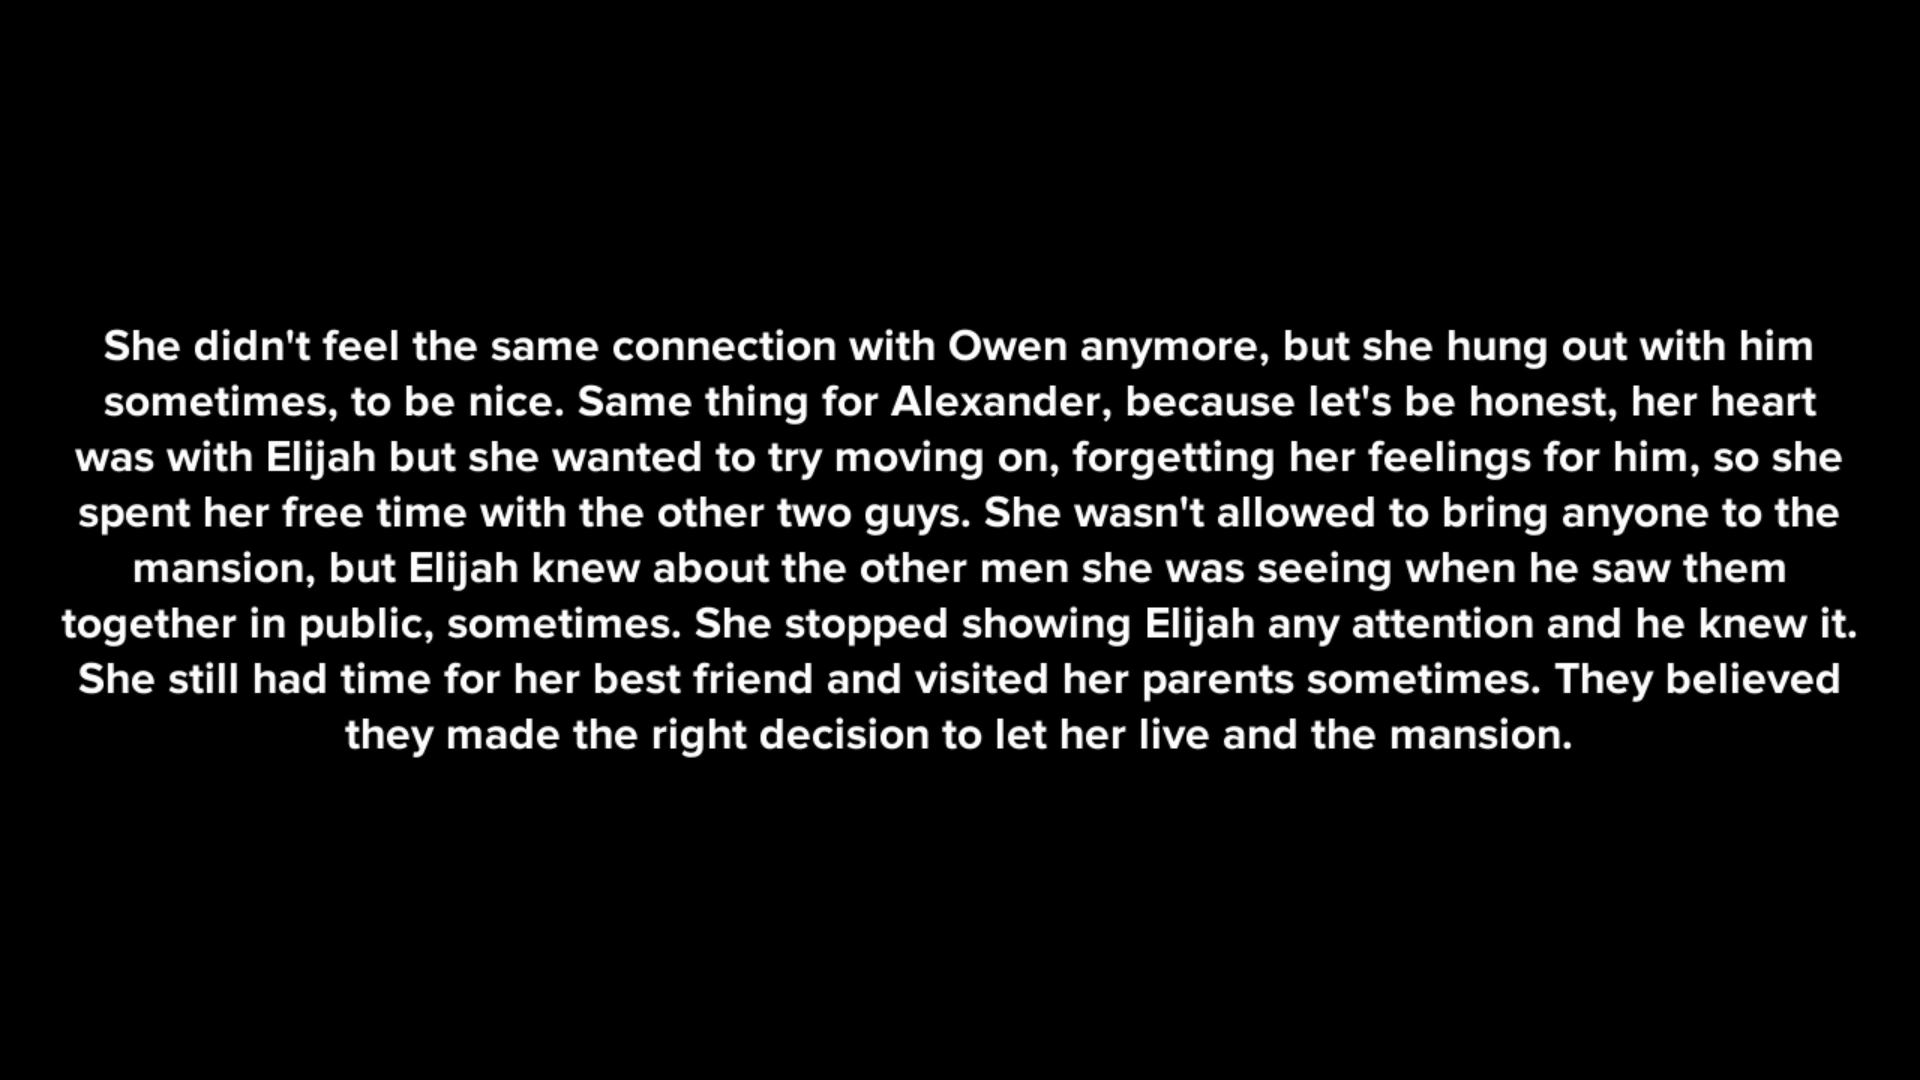 She didn't feel the same connection with Owen anymore, but she hung out with him
sometimes, to be nice. Same thing for Alexander, because let's be honest, her heart
was with Elijah but she wanted to try moving on, forgetting her feelings for him, so she
spent her free time with the other two guys. She wasn't allowed to bring anyone to the
mansion, but Elijah knew about the other men she was seeing when he saw them
together in public, sometimes. She stopped showing Elijah any attention and he knew it.
She still had time for her best friend and visited her parents sometimes. They believed
they made the right decision to let her live and the mansion.